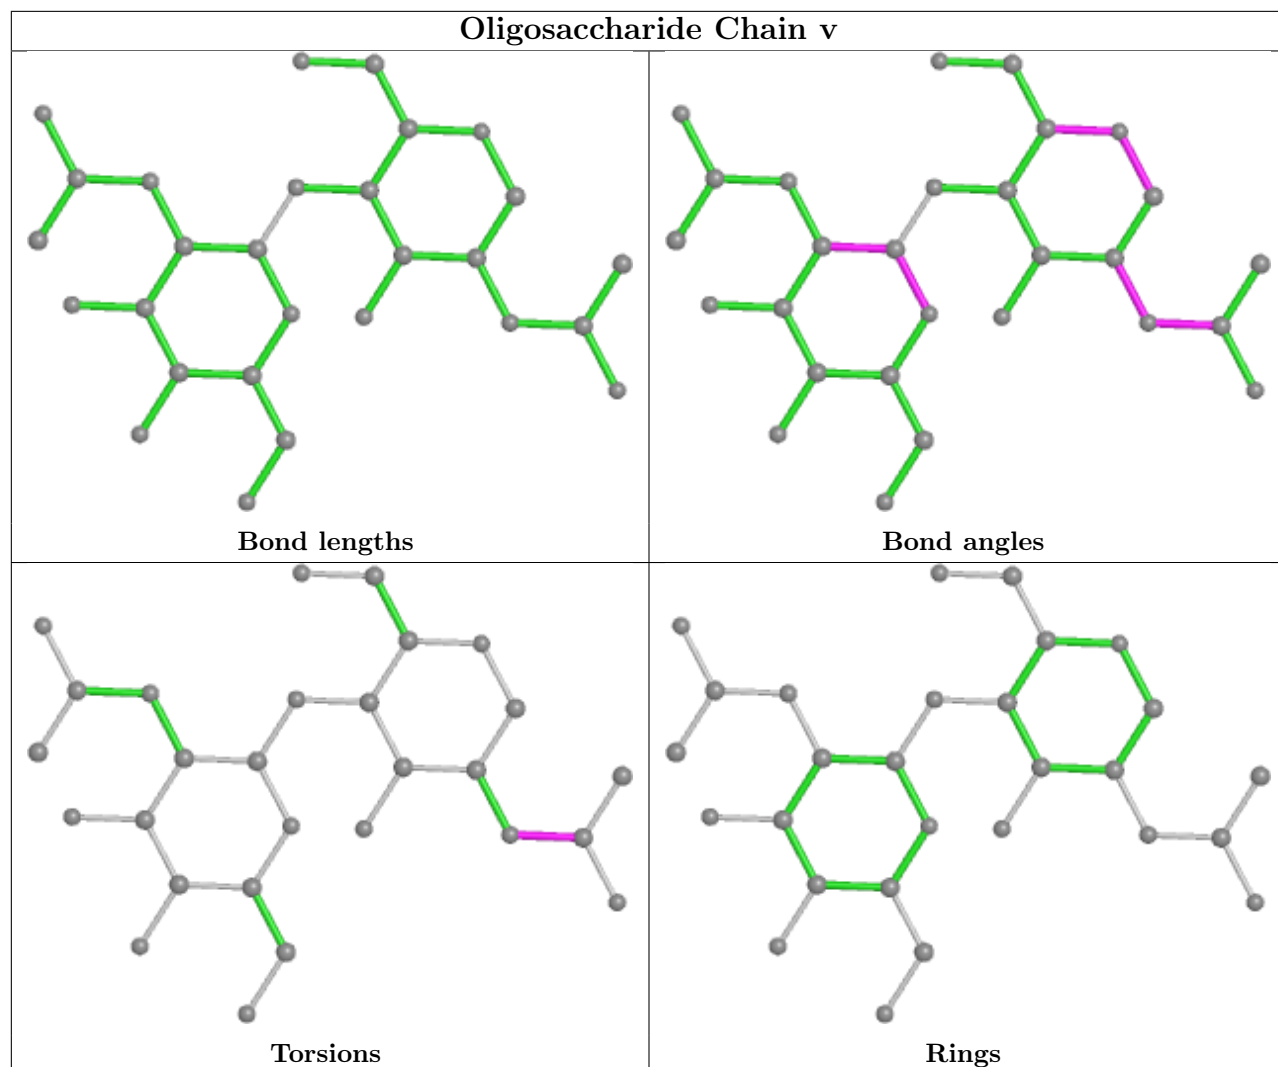 Oligosaccharide Chain v
Bond lengths
Bond angles
Torsions
Rings